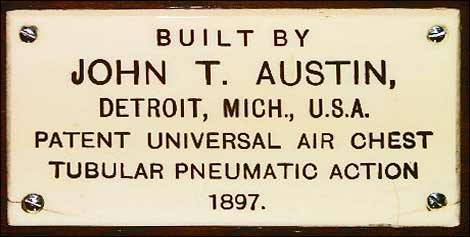 BUILT BY
JOHN T. AUSTIN,
DETROIT, MICH., U.S.A.
PATENT UNIVERSAL AIR CHEST
TUBULAR PNEUMATIC ACTION
1897.